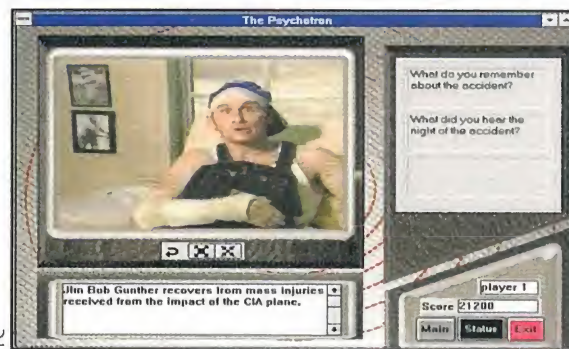 The Psychotron
What do you remember
about the accident?
What did you hear the
night of the accident?
Jim Bob Gunther recovers from mass injuries
received from the impact of the CIA plane.
player 1
Score 21200
Main Status Exit